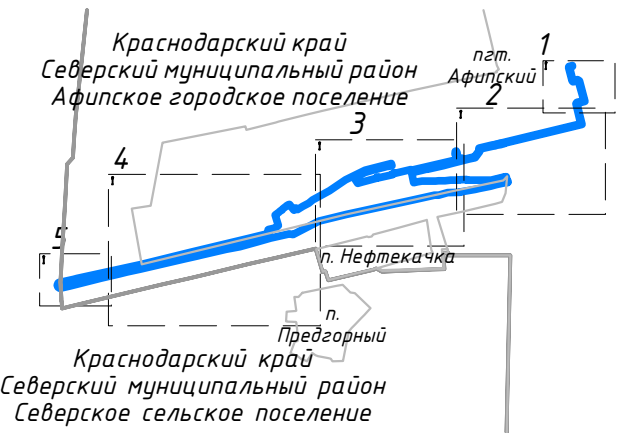 Краснодарский край
Северский муниципальный район
Афипское городское поселение
1
пгт.
Афипский
2
3
4
5
п. Нефтекачка
п.
Предгорный
Краснодарский край
Северский муниципальный район
Северское сельское поселение